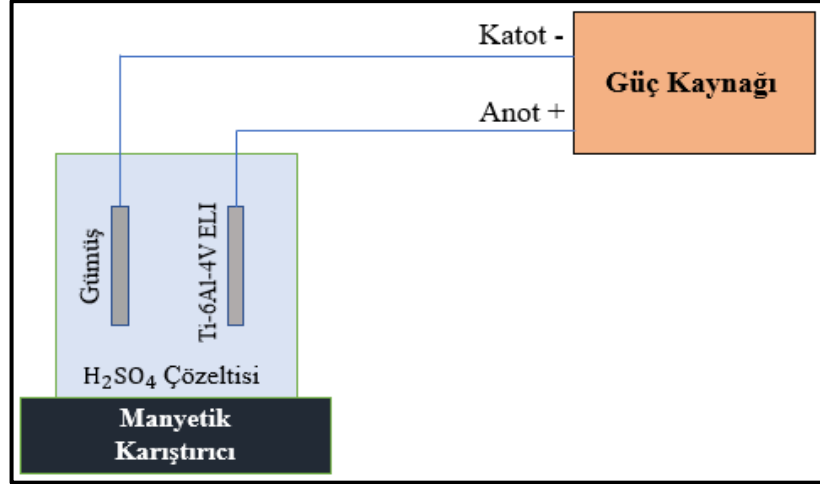 Katot -
Güç Kaynağı
Anot +
Gümüş
Ti-6Al-4V ELI
H₂SO₄ Çözeltisi
Manyetik
Karıştırıcı